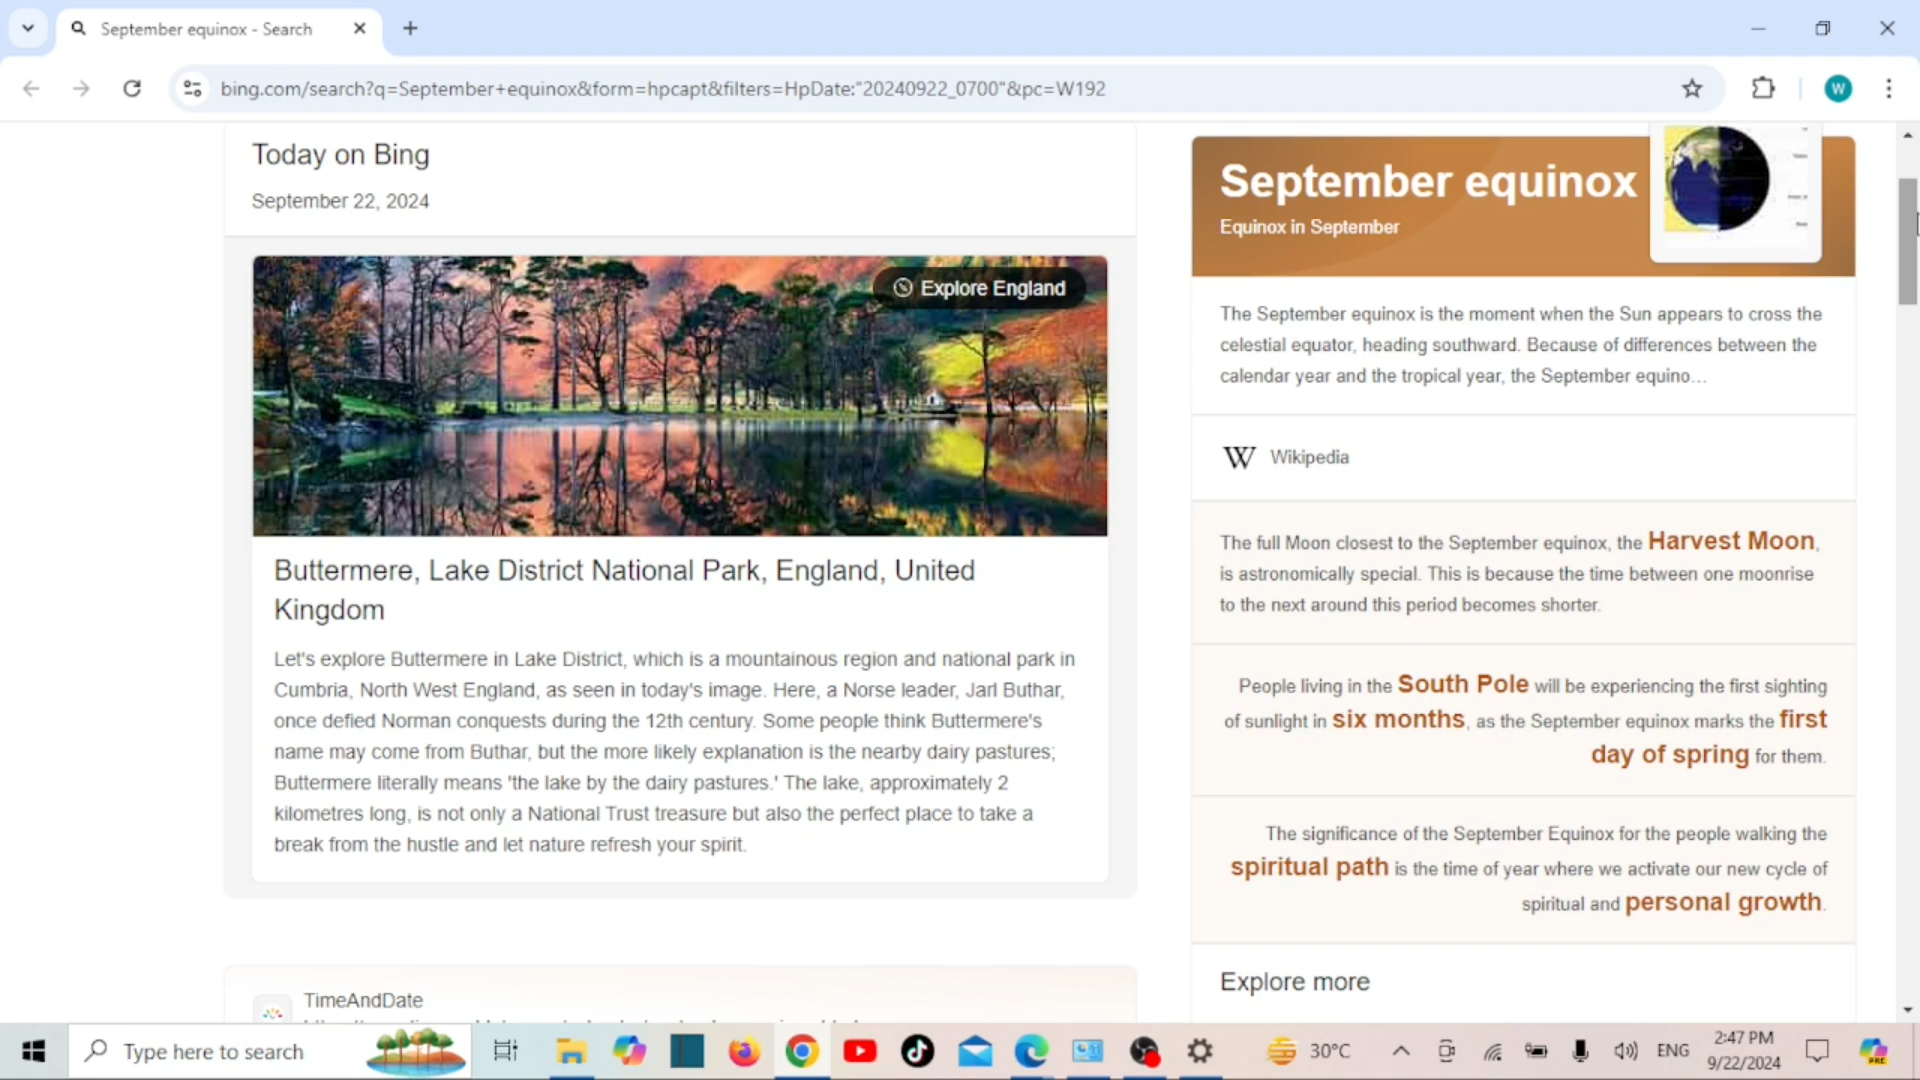 September equinox - Search
bing.com/search?q=September+equinox&form=hpcapt&filters=HpDate:"20240922_0700"&pc=W192
W
Today on Bing
September 22, 2024
Explore England
Buttermere, Lake District National Park, England, United
Kingdom
Let's explore Buttermere in Lake District, which is a mountainous region and national park in
Cumbria, North West England, as seen in today's image. Here, a Norse leader, Jarl Buthar,
once defied Norman conquests during the 12th century. Some people think Buttermere's
name may come from Buthar, but the more likely explanation is the nearby dairy pastures;
Buttermere literally means 'the lake by the dairy pastures.' The lake, approximately 2
kilometres long, is not only a National Trust treasure but also the perfect place to take a
break from the hustle and let nature refresh your spirit.
TimeAndDate
September equinox
Equinox in September
The September equinox is the moment when the Sun appears to cross the
celestial equator, heading southward. Because of differences between the
calendar year and the tropical year, the September equino...
W Wikipedia
The full Moon closest to the September equinox, the Harvest Moon,
is astronomically special. This is because the time between one moonrise
to the next around this period becomes shorter.
People living in the South Pole will be experiencing the first sighting
of sunlight in six months, as the September equinox marks the first
day of spring for them.
The significance of the September Equinox for the people walking the
spiritual path is the time of year where we activate our new cycle of
spiritual and personal growth.
Explore more
Type here to search
30°C
ENG
2:47 PM
9/22/2024
PRE